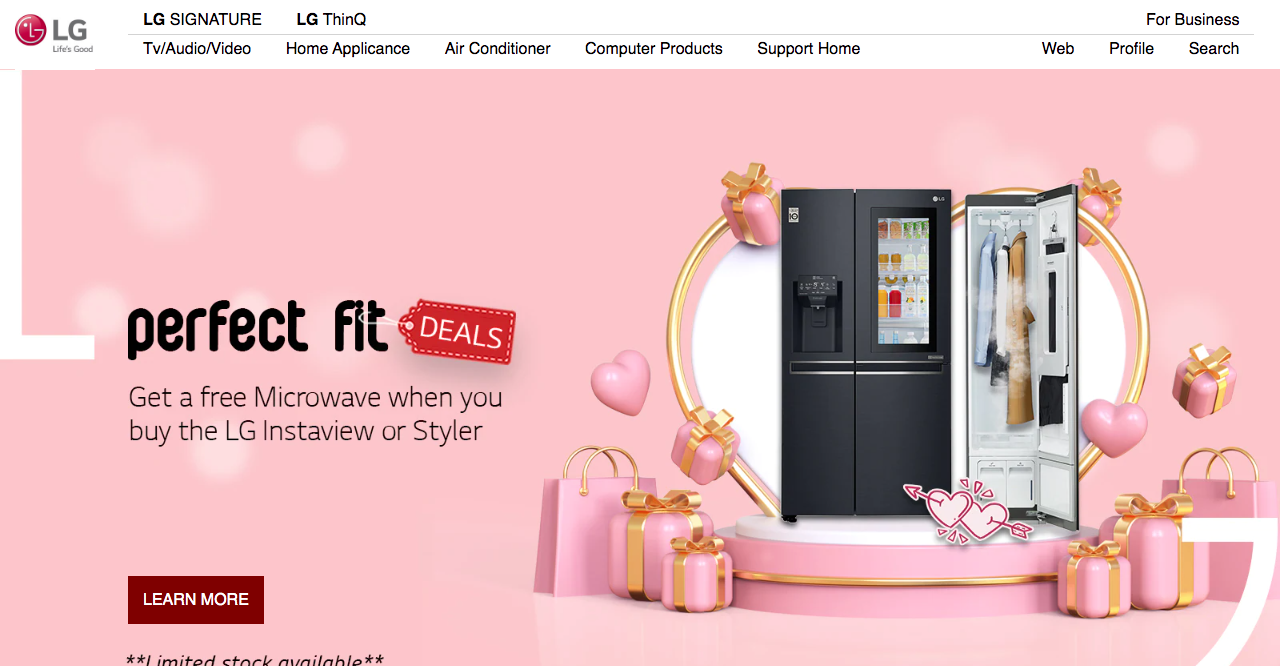 LG
Life's Good
LG SIGNATURE
LG ThinQ
For Business
Tv/Audio/Video
Home Applicance
Air Conditioner
Computer Products
Support Home
Web
Profile
Search
LG
perfect fit
DEALS
Get a free Microwave when you
buy the LG Instaview or Styler
LEARN MORE
**Limited stock available**